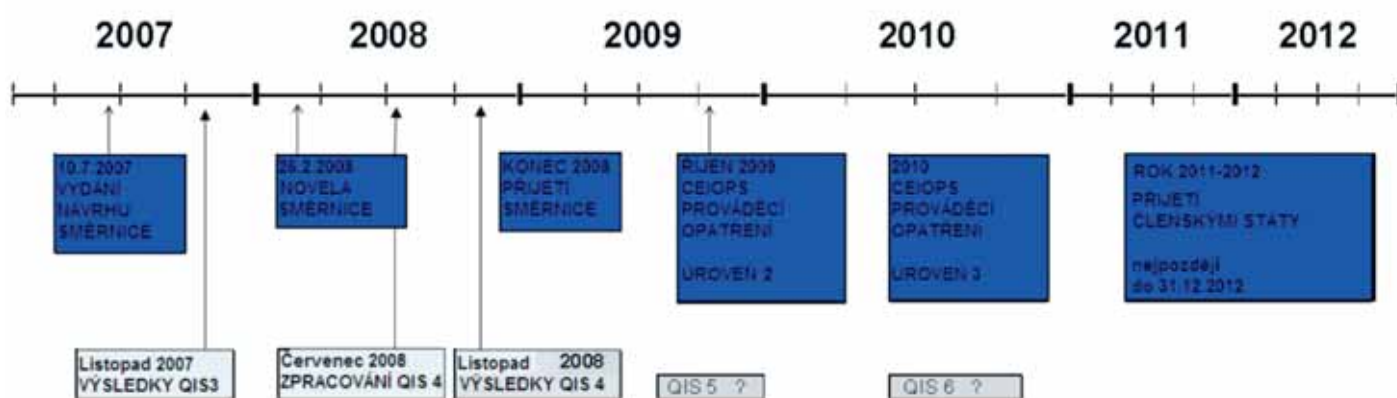 2007
2008
2009
2010
2011
2012
10.7.2007
VYDÁNÍ
NÁVRHU
SMĚRNICE
26.2.2008
NOVELA
SMĚRNICE
KONEC 2008
PŘIJETÍ
SMĚRNICE
ŘÍJEN 2009
CEIOPS
PROVÁDĚCÍ
OPATŘENÍ
ÚROVEŇ 2
2010
CEIOPS
PROVÁDĚCÍ
OPATŘENÍ
ÚROVEŇ 3
ROK 2011-2012
PŘIJETÍ
ČLENSKÝMI STÁTY
nejpozději
do 31.12.2012
Listopad 2007
VÝSLEDKY QIS3
Červenec 2008
ZPRACOVÁNÍ QIS 4
Listopad 2008
VÝSLEDKY QIS 4
QIS 5 ?
QIS 6 ?